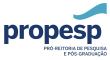 propesp
PRÓ-REITORIA DE PESQUISA
E PÓS-GRADUAÇÃO